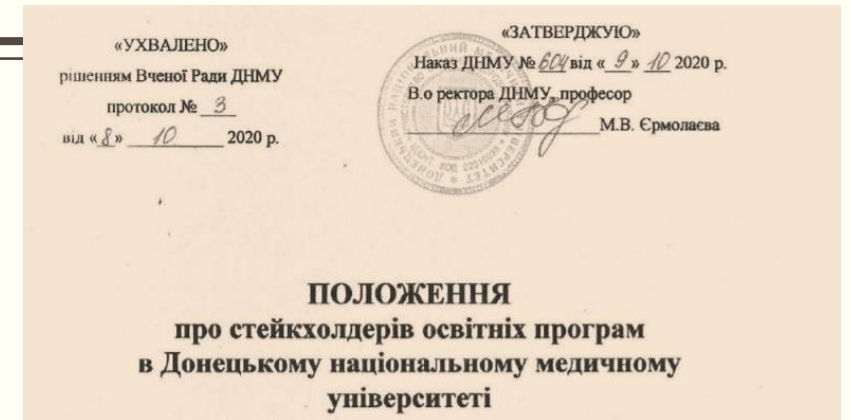 «УХВАЛЕНО»
рішенням Вченої Ради ДНМУ
протокол № 3
від «8» 10 2020 р.
«ЗАТВЕРДЖУЮ»
Наказ ДНМУ № 604 від « 9 » 10 2020 р.
В.о ректора ДНМУ, професор
М.В. Єрмолаєва
ПОЛОЖЕННЯ
про стейкхолдерів освітніх програм
в Донецькому національному медичному
університеті